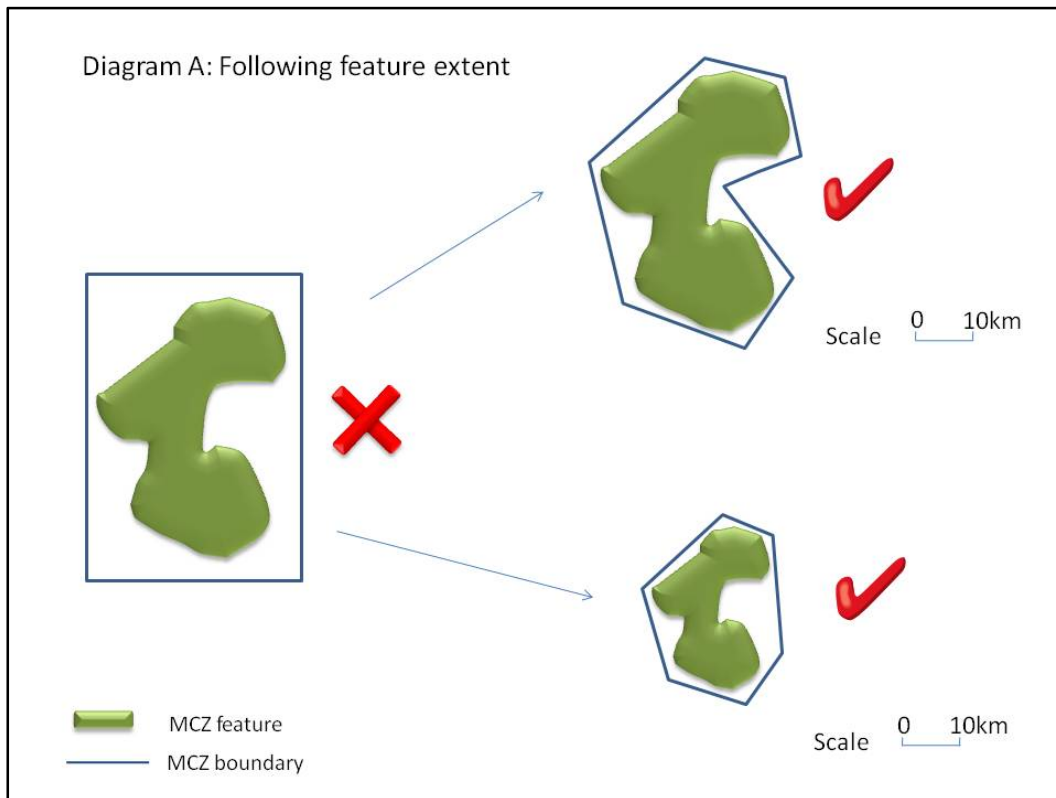 Diagram A: Following feature extent
Scale 0 10km
MCZ feature
MCZ boundary
Scale 0 10km